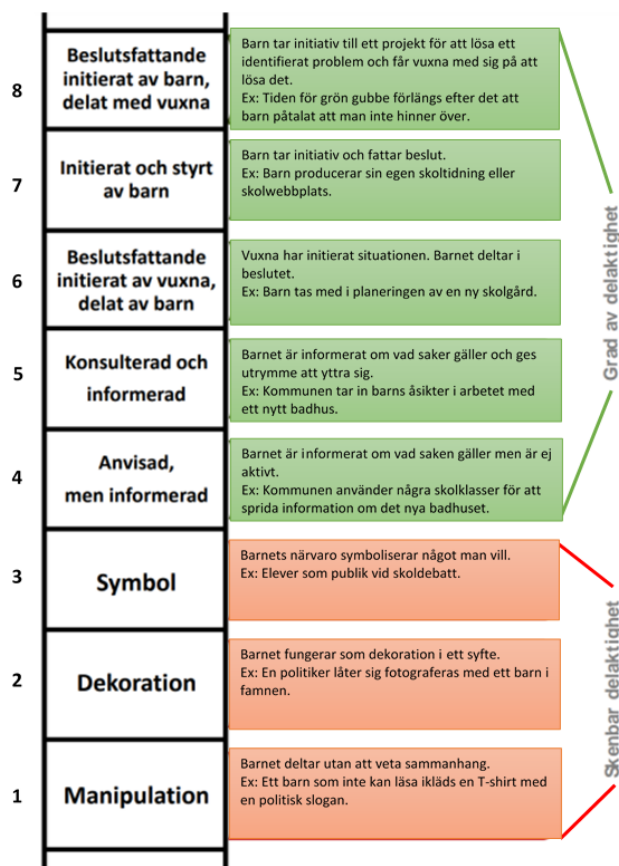 8
Beslutsfattande
initierat av barn,
delat med vuxna
Barn tar initiativ till ett projekt för att lösa ett
identifierat problem och får vuxna med sig på att
lösa det.
Ex: Tiden för grön gubbe förlängs efter det att
barn påtalat att man inte hinner över.
7
Initierat och styrt
av barn
Barn tar initiativ och fattar beslut.
Ex: Barn producerar sin egen skoltidning eller
skolwebbplats.
6
Beslutsfattande
initierat av vuxna,
delat av barn
Vuxna har initierat situationen. Barnet deltar i
beslutet.
Ex: Barn tas med i planeringen av en ny skolgård.
5
Konsulterad och
informerad
Barnet är informerat om vad saker gäller och ges
utrymme att yttra sig.
Ex: Kommunen tar in barns åsikter i arbetet med
ett nytt badhus.
4
Anvisad,
men informerad
Barnet är informerat om vad saken gäller men är ej
aktivt.
Ex: Kommunen använder några skolklasser för att
sprida information om det nya badhuset.
Grad av delaktighet
3
Symbol
Barnets närvaro symboliserar något man vill.
Ex: Elever som publik vid skoldebatt.
2
Dekoration
Barnet fungerar som dekoration i ett syfte.
Ex: En politiker låter sig fotograferas med ett barn i
famnen.
1
Manipulation
Barnet deltar utan att veta sammanhang.
Ex: Ett barn som inte kan läsa ikläds en T-shirt med
en politisk slogan.
Skenbar delaktighet